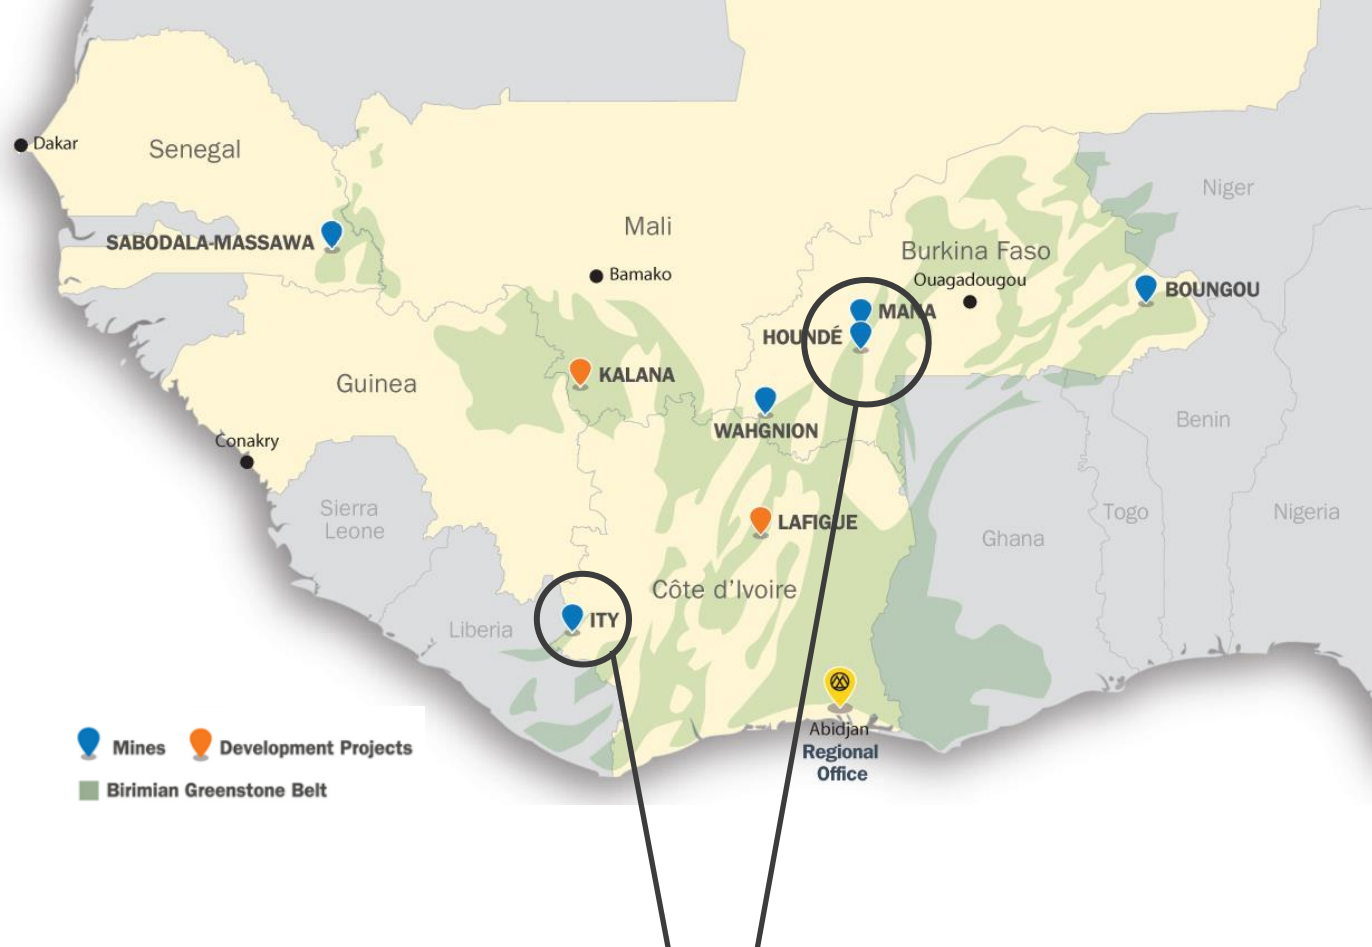 Dakar
Senegal
Niger
SABODALA-MASSAWA
Mali
Burkina Faso
Bamako
Ouagadougou
BOUNGOU
MANA
HOUNDÉ
KALANA
Guinea
WAHGNION
Benin
Conakry
Sierra
Leone
LAFIGUE
Togo
Nigeria
Ghana
Côte d’Ivoire
ITY
Liberia
Abidjan
Regional
Office
Mines
Development Projects
Birimian Greenstone Belt